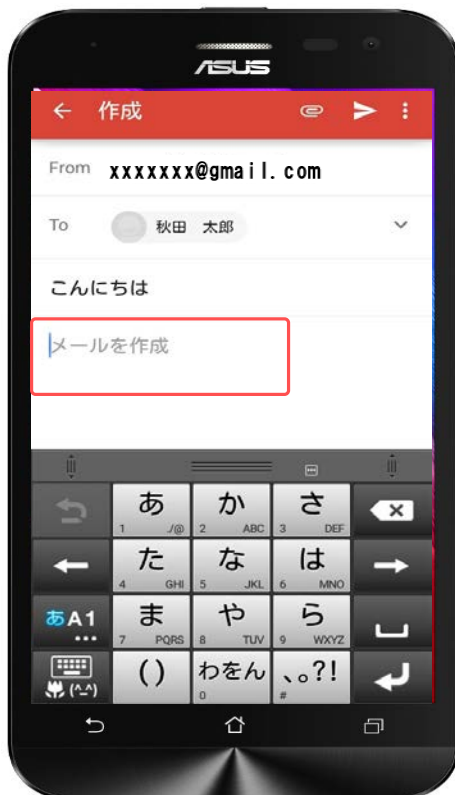 ASUS
作成
From xxxxxxx@gmail.com
To 秋田 太郎
こんにちは
メールを作成
あ か さ
1 ./@ 2 ABC 3 DEF
た な は
4 GHI 5 JKL 6 MNO
あA1 ま や ら
... 7 PQRS 8 TUV 9 WXYZ
() わをん 、。?!
(^_^) 0 #